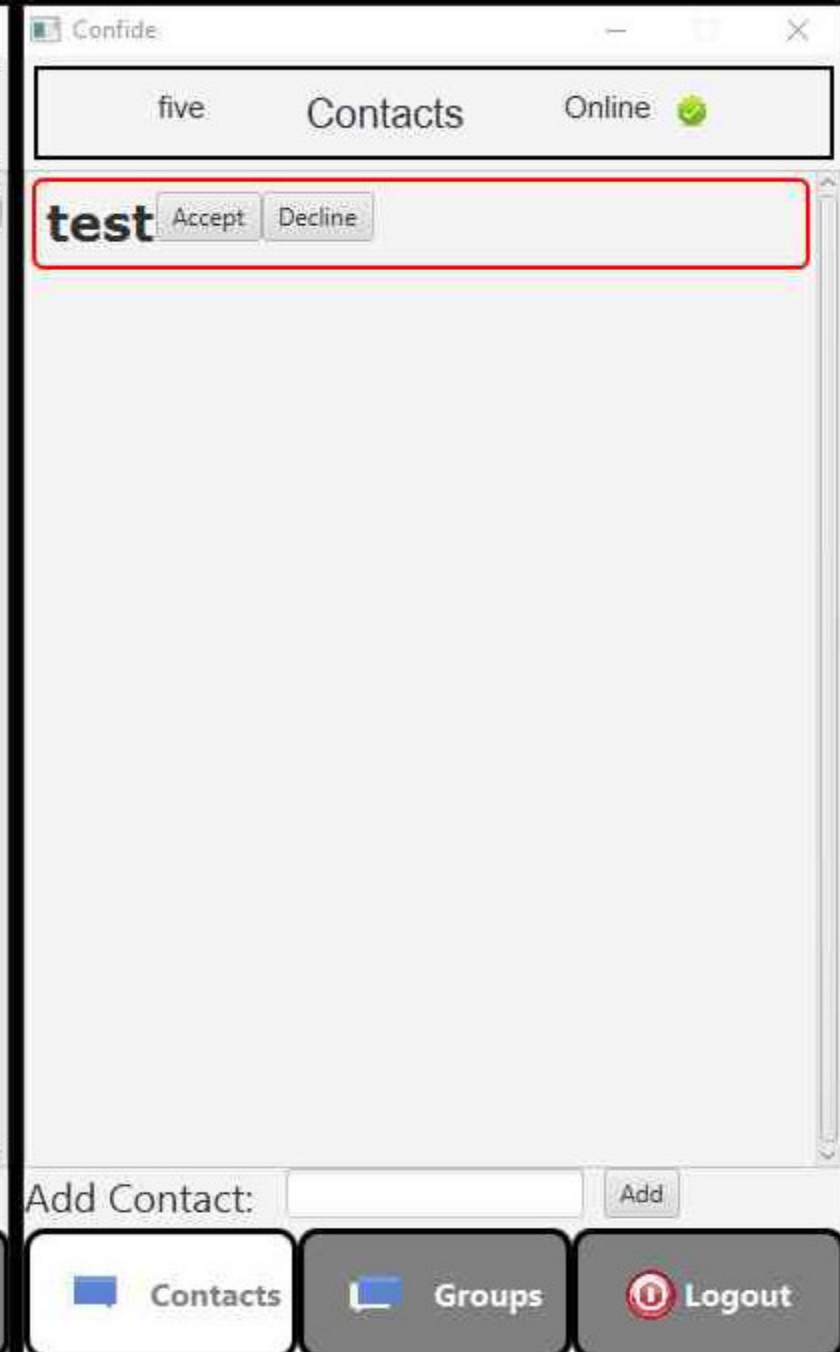 Confide
five Contacts Online
test Accept Decline
Add Contact: Add
Contacts Groups Logout